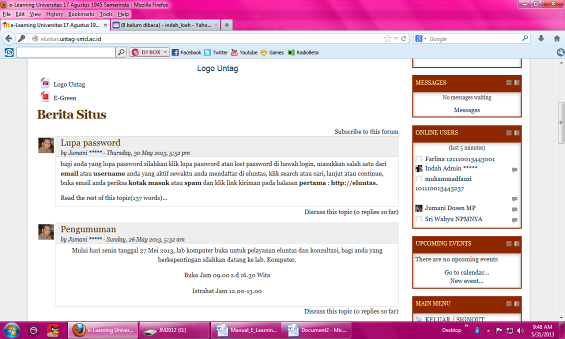 e-Learning Universitas 17 Agustus 1945 Samarinda - Mozilla Firefox
File Edit View History Bookmarks Tools Help
e-Learning Universitas 17 Agustus 1945 Sa...
(8 belum dibaca) - indah_loeh - Yaho...
eluntas.untag-smd.ac.id
Google
DJ BOX
Facebook
Twitter
Youtube
Games
RadioBeta
Logo Untag
Logo Untag
E-Green
Berita Situs
Subscribe to this forum
Lupa password
by Jumani ***** - Thursday, 30 May 2013, 5:52 pm
bagi anda yang lupa password silahkan klik lupa password atau lost password di bawah login, masukkan salah satu dari
email atau username anda yang aktif sewaktu anda mendaftar di eluntas, klik search atau cari, lanjut atau continue,
buka email anda periksa kotak masuk atau spam dan klik link kiriman pada balasan pertama : http://eluntas.
Read the rest of this topic(137 words)...
Discuss this topic (0 replies so far)
Pengumuman
by Jumani ***** - Sunday, 26 May 2013, 5:32 am
Mulai hari senin tanggal 27 Mei 2013, lab komputer buka untuk pelayanan eluntas dan konsultasi, bagi anda yang
berkepentingan silahkan datang ke lab. Komputer.
Buka Jam 09.00 s.d 16.30 Wita
Istrahat Jam 12.00-13.00
Discuss this topic (0 replies so far)
MESSAGES
No messages waiting
Messages
ONLINE USERS
(last 5 minutes)
Farlina 121110013443001
Indah Admin *****
muhammadfauzi
101110013443237
Jumani Dosen MP
Sri Wahyu NPMNYA
UPCOMING EVENTS
There are no upcoming events
Go to calendar...
New event...
MAIN MENU
KELUAR / SIGNOUT
e-Learning Univer...
JM2012 (G:)
Manual_E_Learnin...
Document2 - Mic...
Desktop
9:48 AM
5/31/2013